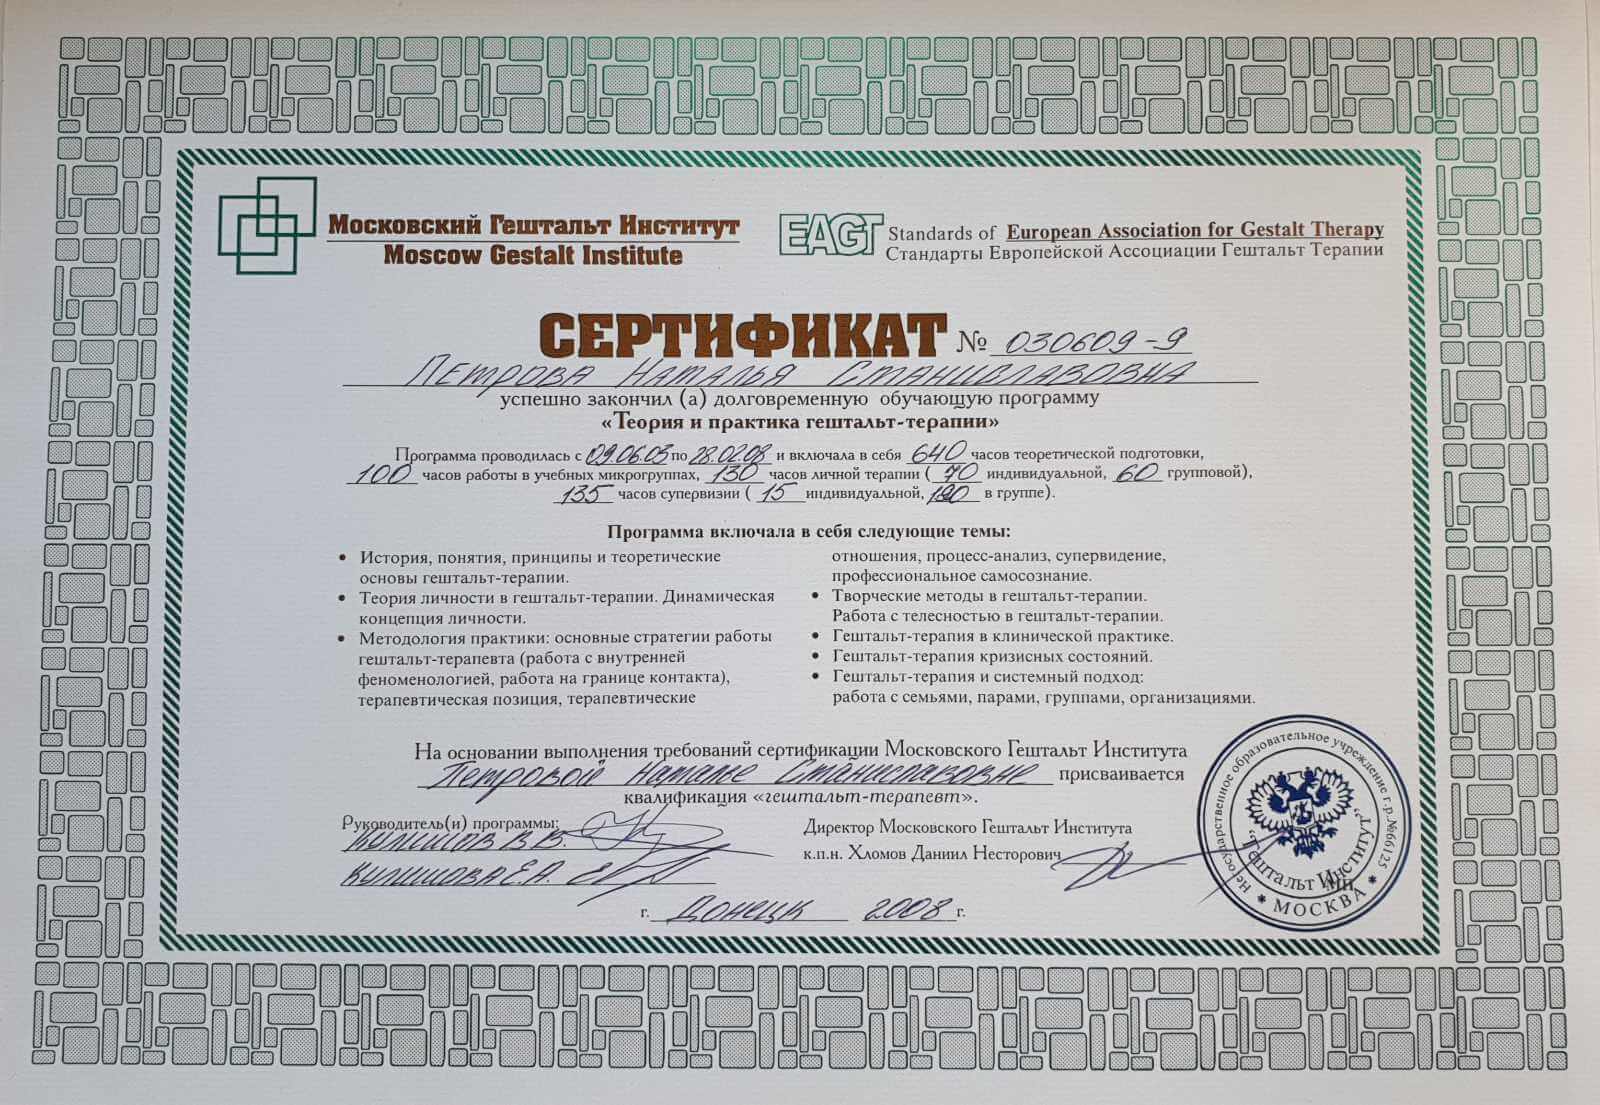 Московский Гештальт Институт
Moscow Gestalt Institute
EAGT
Standards of European Association for Gestalt Therapy
Стандарты Европейской Ассоциации Гештальт Терапии
СЕРТИФИКАТ № 030609-9
Петрова Наталья Станиславовна
успешно закончил (а) долговременную обучающую программу
«Теория и практика гештальт-терапии»
Программа проводилась с 09.06.03 по 28.02.08 и включала в себя 640 часов теоретической подготовки,
100 часов работы в учебных микрогруппах, 130 часов личной терапии ( 70 индивидуальной, 60 групповой),
135 часов супервизии ( 15 индивидуальной, 120 в группе).
Программа включала в себя следующие темы:
• История, понятия, принципы и теоретические
основы гештальт-терапии.
• Теория личности в гештальт-терапии. Динамическая
концепция личности.
• Методология практики: основные стратегии работы
гештальт-терапевта (работа с внутренней
феноменологией, работа на границе контакта),
терапевтическая позиция, терапевтические
отношения, процесс-анализ, супервидение,
профессиональное самосознание.
• Творческие методы в гештальт-терапии.
Работа с телесностью в гештальт-терапии.
• Гештальт-терапия в клинической практике.
• Гештальт-терапия кризисных состояний.
• Гештальт-терапия и системный подход:
работа с семьями, парами, группами, организациями.
На основании выполнения требований сертификации Московского Гештальт Института
Петровой Наталье Станиславовне присваивается
квалификация «гештальт-терапевт».
Руководитель(и) программы:
В.В.
Е.А.
Директор Московского Гештальт Института
к.п.н. Хломов Даниил Несторович
г. Донецк 2008 г.
Негосударственное образовательное учреждение г.р.№66125
"Гештальт Институт"
МП
* МОСКВА *